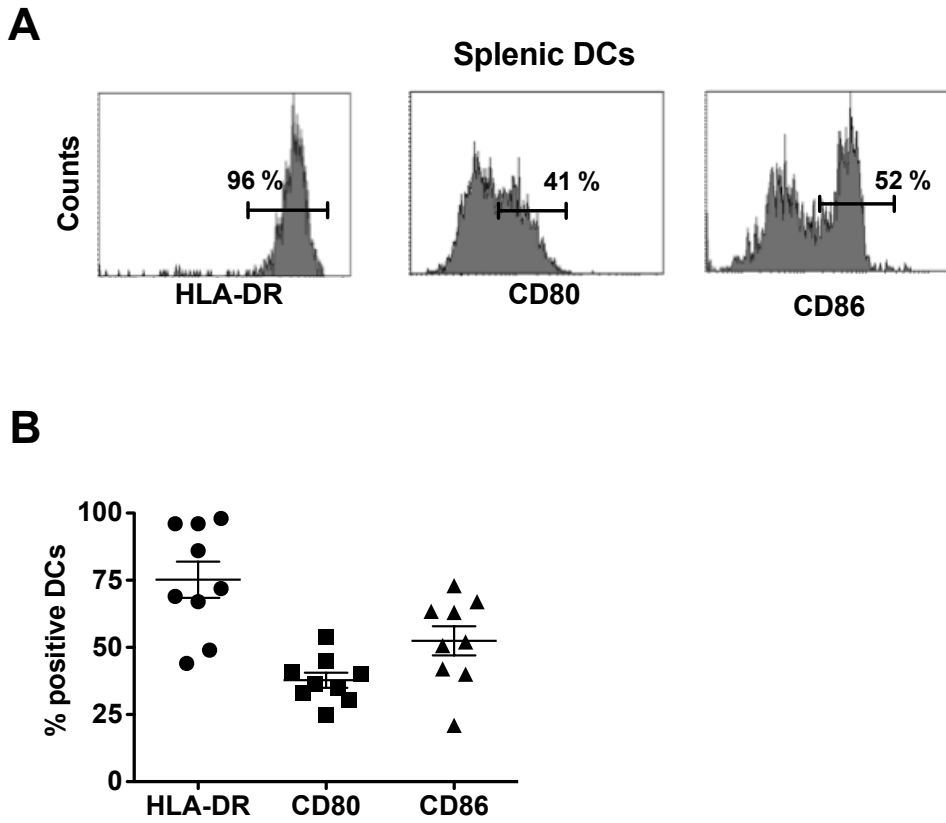 A
Splenic DCs
Counts
96 %
41 %
52 %
HLA-DR
CD80
CD86
B
% positive DCs
100
75
50
25
0
HLA-DR
CD80
CD86